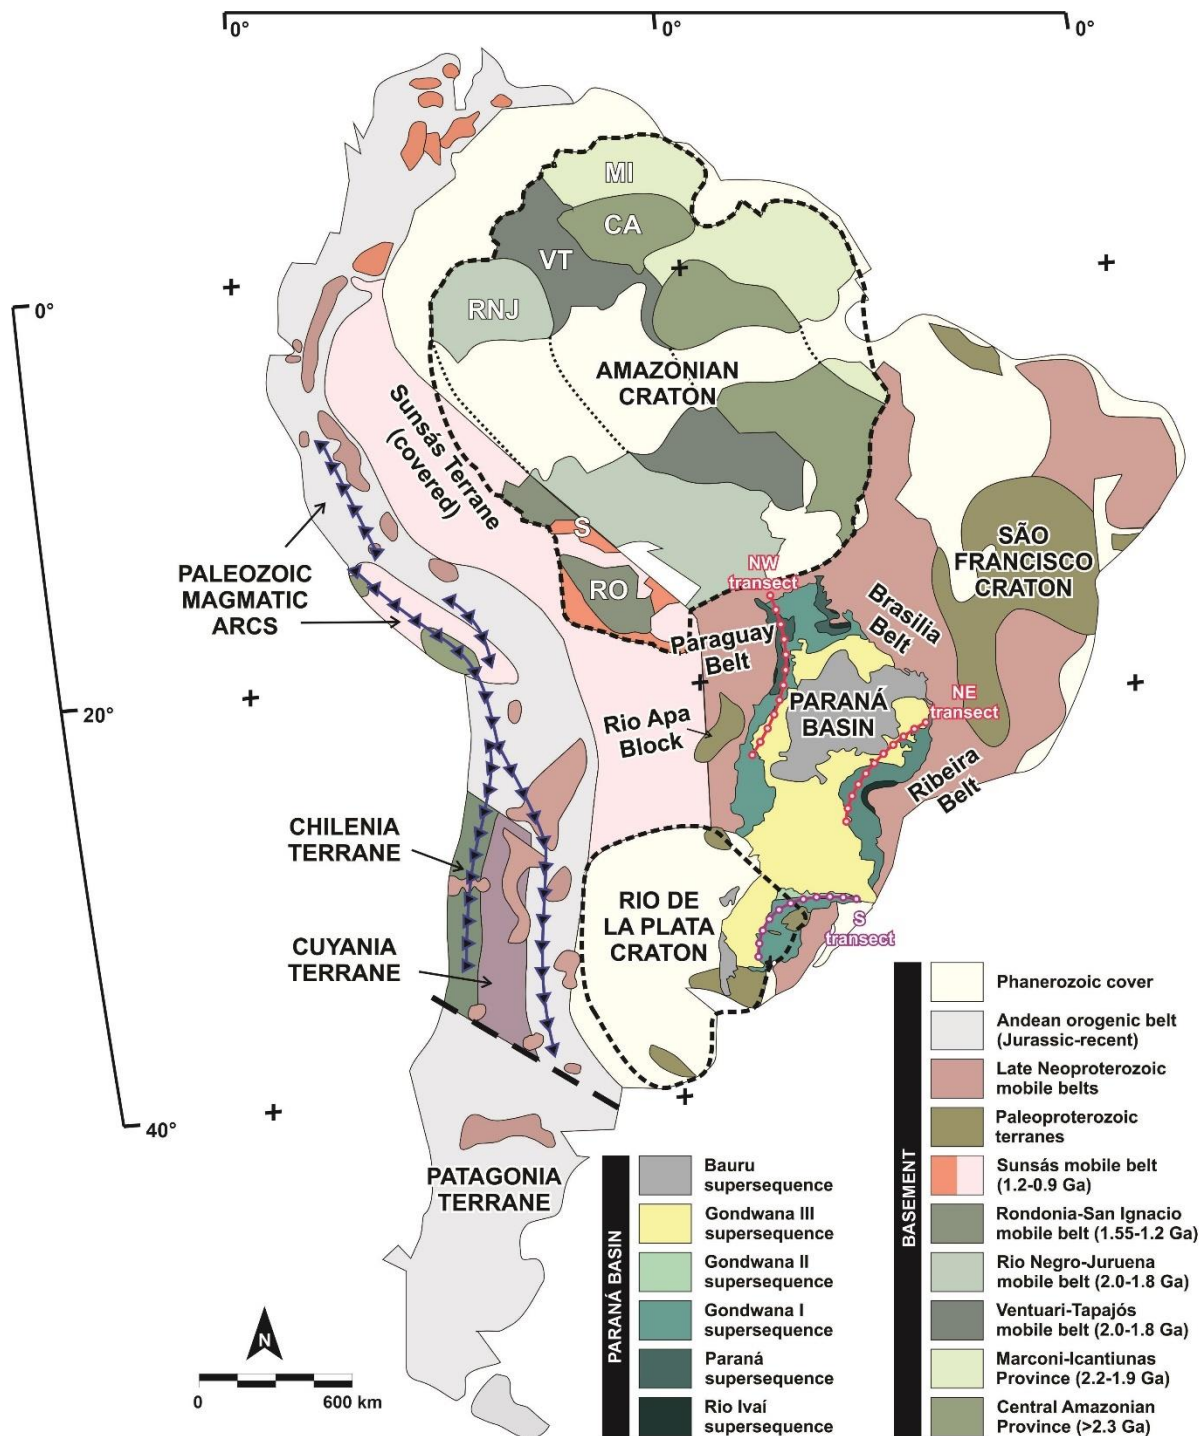 0°
0°
0°
MI
CA
VT
RNJ
0°
AMAZONIAN
CRATON
Sunsás Terrane
(covered)
S
SÃO
FRANCISCO
CRATON
NW
transect
PALEOZOIC
MAGMATIC
ARCS
RO
Brasilia
Belt
Paraguay
Belt
20°
PARANÁ
BASIN
NE
transect
Rio Apa
Block
Ribeira
Belt
CHILENIA
TERRANE
RIO DE
LA PLATA
CRATON
S
transect
CUYANIA
TERRANE
40°
PATAGONIA
TERRANE
N
0
600 km
PARANÁ BASIN
Bauru
supersequence
Gondwana III
supersequence
Gondwana II
supersequence
Gondwana I
supersequence
Paraná
supersequence
Rio Ivaí
supersequence
BASEMENT
Phanerozoic cover
Andean orogenic belt
(Jurassic-recent)
Late Neoproterozoic
mobile belts
Paleoproterozoic
terranes
Sunsás mobile belt
(1.2-0.9 Ga)
Rondonia-San Ignacio
mobile belt (1.55-1.2 Ga)
Rio Negro-Juruena
mobile belt (2.0-1.8 Ga)
Ventuari-Tapajós
mobile belt (2.0-1.8 Ga)
Marconi-Icantiunas
Province (2.2-1.9 Ga)
Central Amazonian
Province (>2.3 Ga)